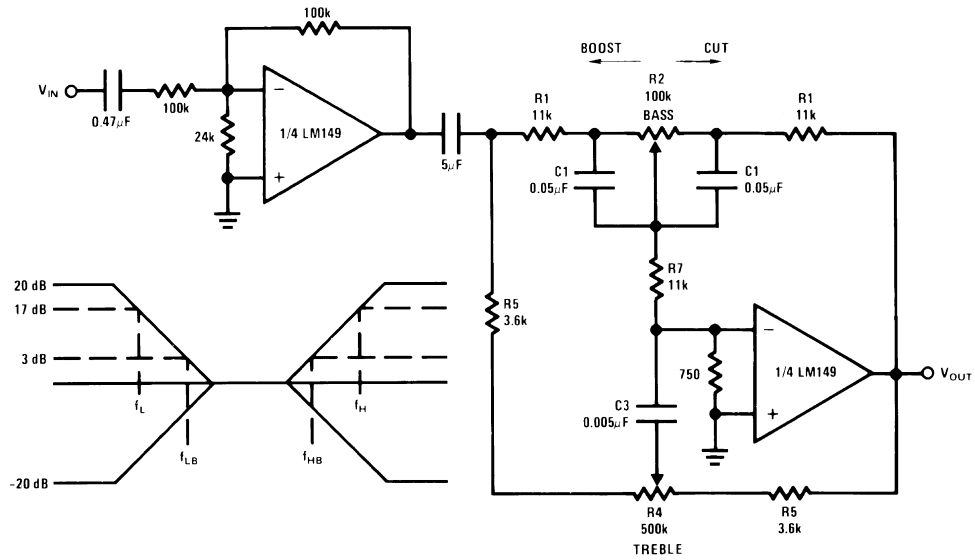 100k
V_IN
0.47µF
100k
24k
−
+
1/4 LM149
5µF
BOOST
CUT
R2
100k
BASS
R1
11k
R1
11k
C1
0.05µF
C1
0.05µF
R7
11k
R5
3.6k
−
+
1/4 LM149
750
V_OUT
C3
0.005µF
R4
500k
TREBLE
R5
3.6k
20 dB
17 dB
3 dB
f_L
f_H
f_LB
f_HB
-20 dB